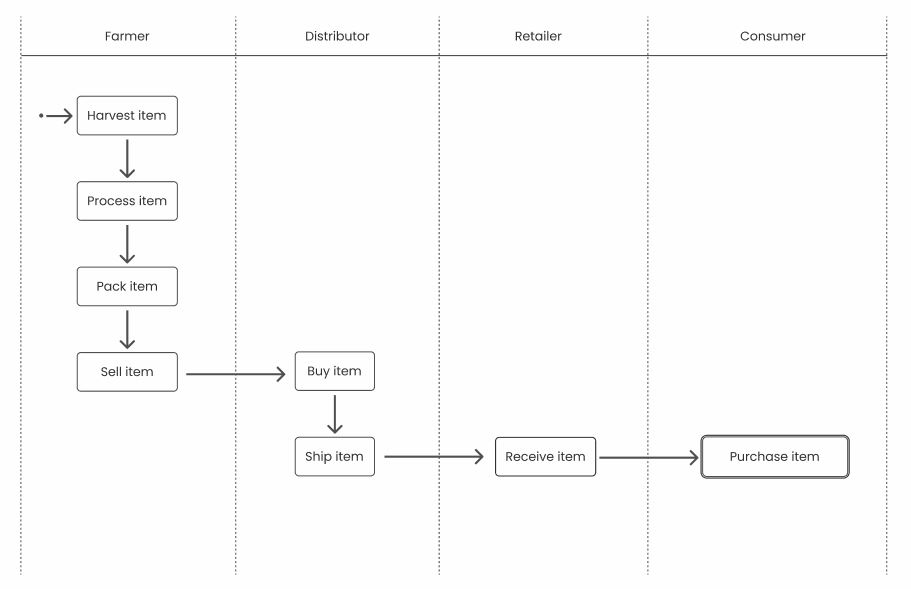 Farmer
Distributor
Retailer
Consumer
Harvest item
Process item
Pack item
Sell item
Buy item
Ship item
Receive item
Purchase item